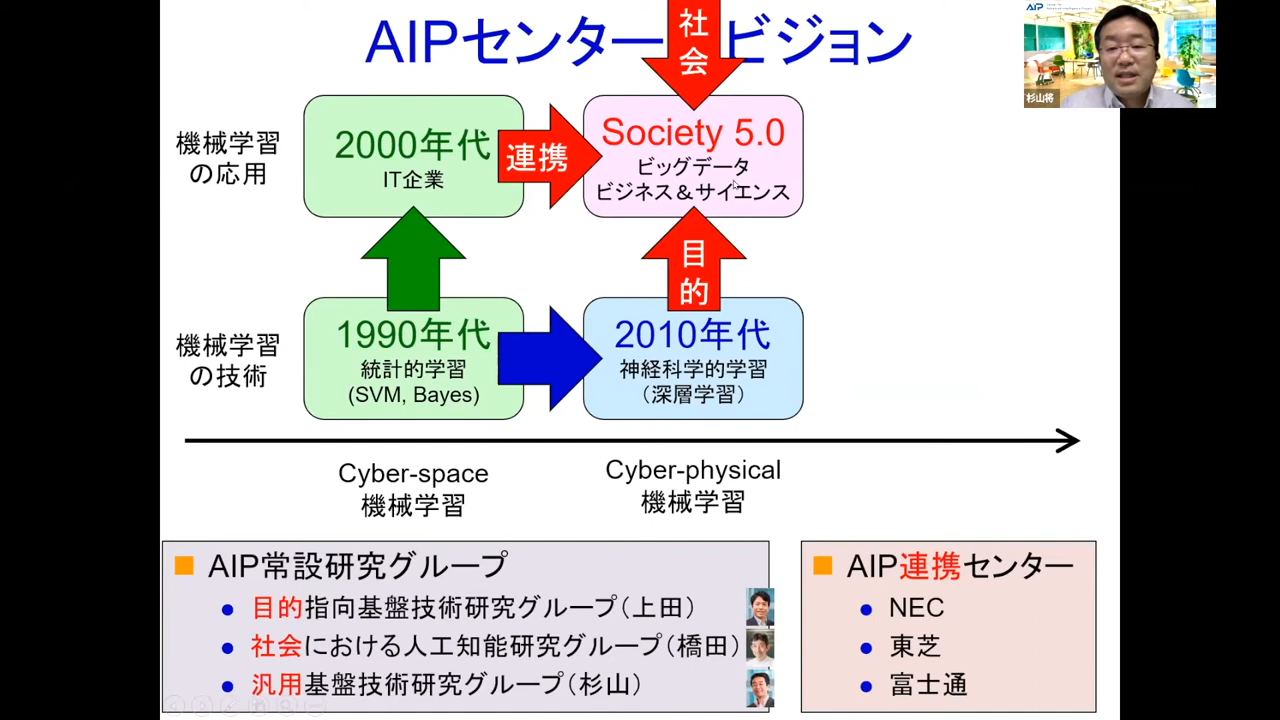 AIPセンタービジョン
社会
AIP
杉山将
機械学習
の応用
2000年代
IT企業
連携
Society 5.0
ビッグデータ
ビジネス＆サイエンス
目的
機械学習
の技術
1990年代
統計的学習
(SVM, Bayes)
2010年代
神経科学的学習
（深層学習）
Cyber-space
機械学習
Cyber-physical
機械学習
AIP常設研究グループ
目的指向基盤技術研究グループ（上田）
社会における人工知能研究グループ（橋田）
汎用基盤技術研究グループ（杉山）
AIP連携センター
NEC
東芝
富士通